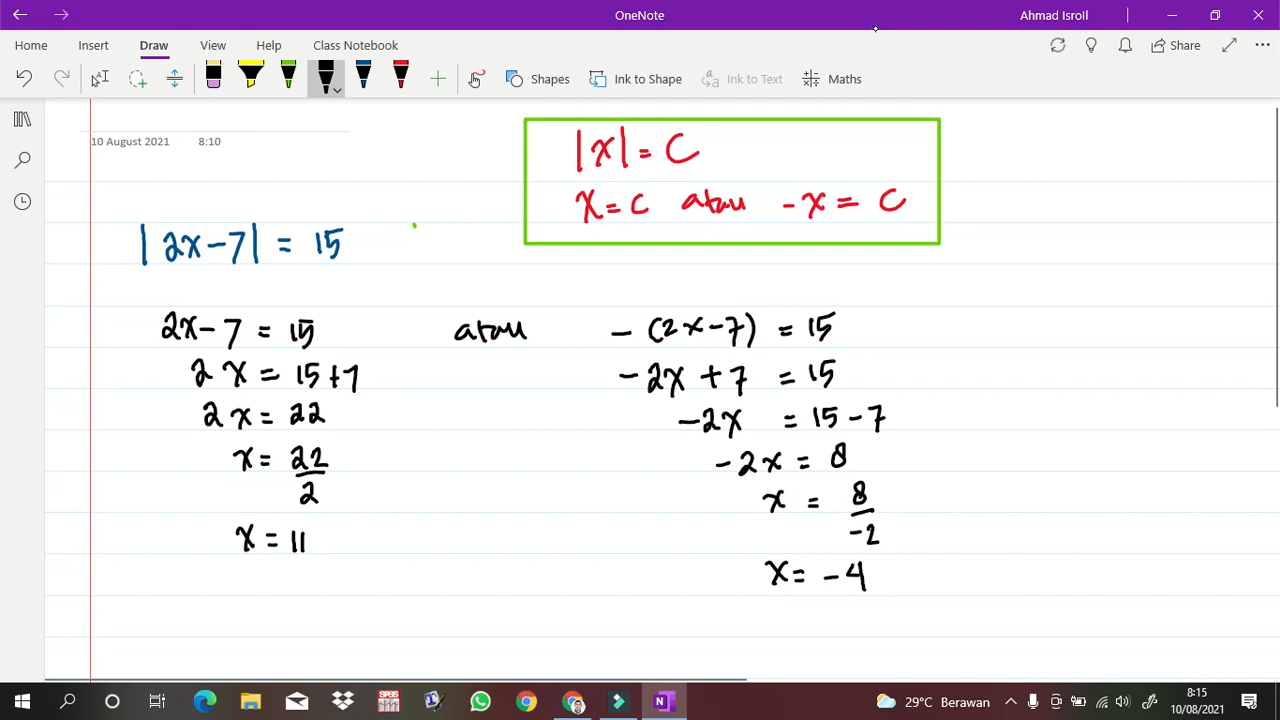 OneNote
Ahmad Isroil
Home Insert Draw View Help Class Notebook
Share
Shapes Ink to Shape Ink to Text Maths
10 August 2021 8:10
|x| = C
x = C atau -x = C
|2x-7| = 15
2x-7 = 15 atau -(2x-7) = 15
2x = 15+7 -2x+7 = 15
2x = 22 -2x = 15-7
x = 22/2 -2x = 8
x = 11 x = 8/-2
x = -4
29°C Berawan
8:15
10/08/2021